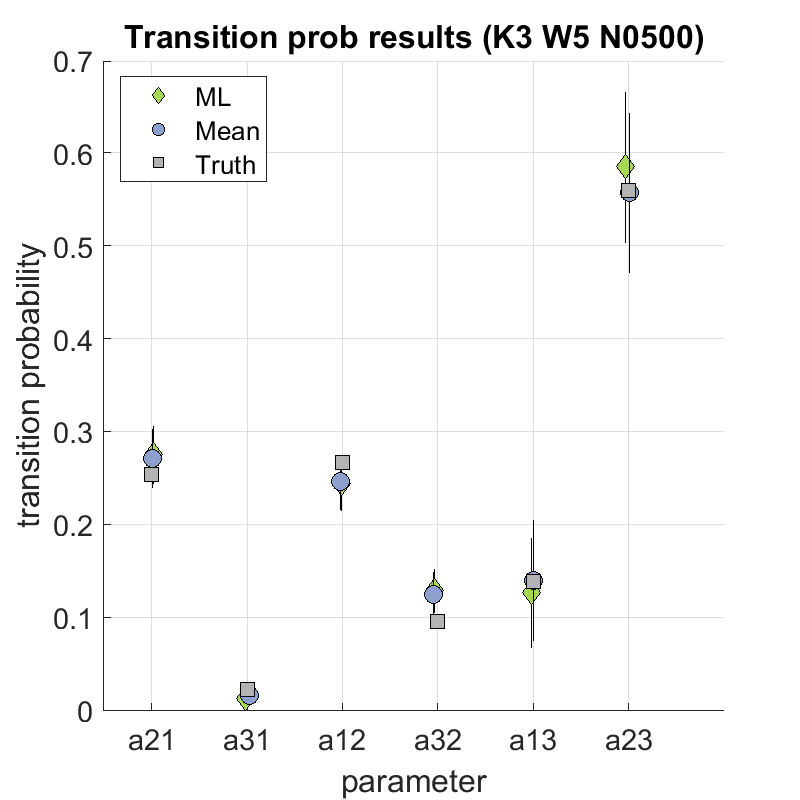 Transition prob results (K3 W5 N0500)
ML
Mean
Truth
transition probability
0.7
0.6
0.5
0.4
0.3
0.2
0.1
0
a21 a31 a12 a32 a13 a23
parameter